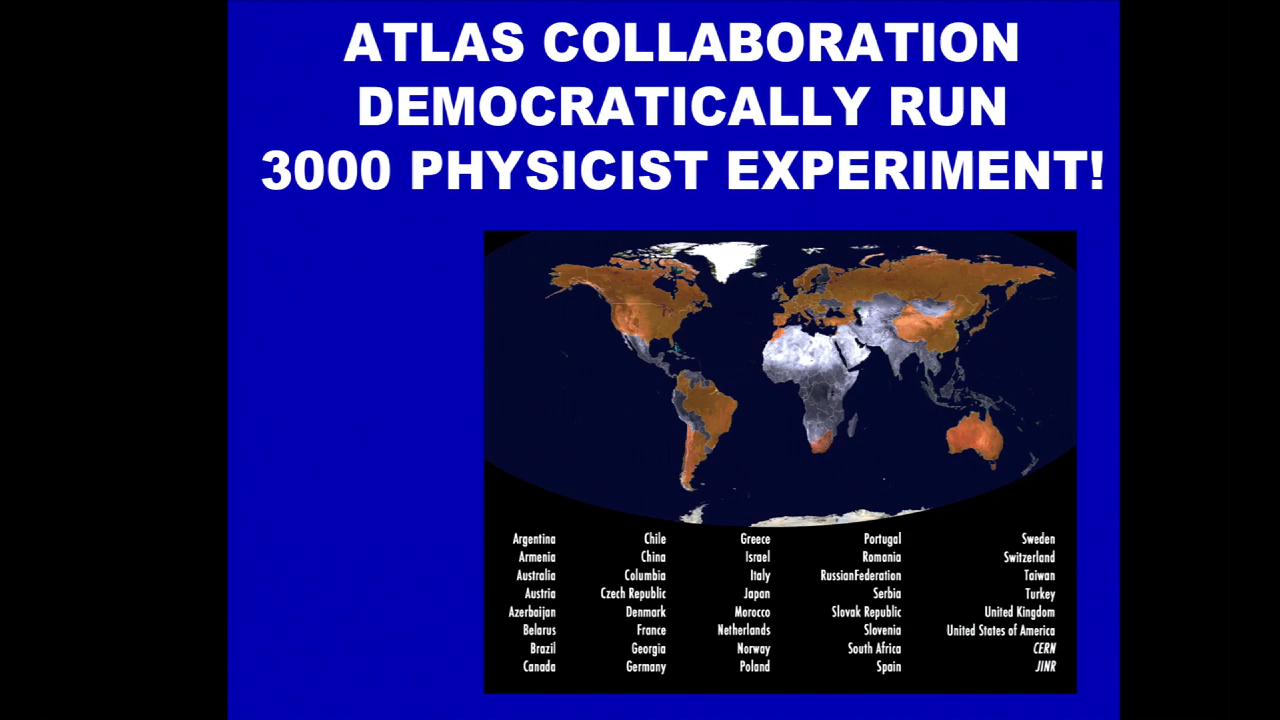 ATLAS COLLABORATION
DEMOCRATICALLY RUN
3000 PHYSICIST EXPERIMENT!
Argentina
Armenia
Australia
Austria
Azerbaijan
Belarus
Brazil
Canada
Chile
China
Columbia
Czech Republic
Denmark
France
Georgia
Germany
Greece
Israel
Italy
Japan
Morocco
Netherlands
Norway
Poland
Portugal
Romania
RussianFederation
Serbia
Slovak Republic
Slovenia
South Africa
Spain
Sweden
Switzerland
Taiwan
Turkey
United Kingdom
United States of America
CERN
JINR